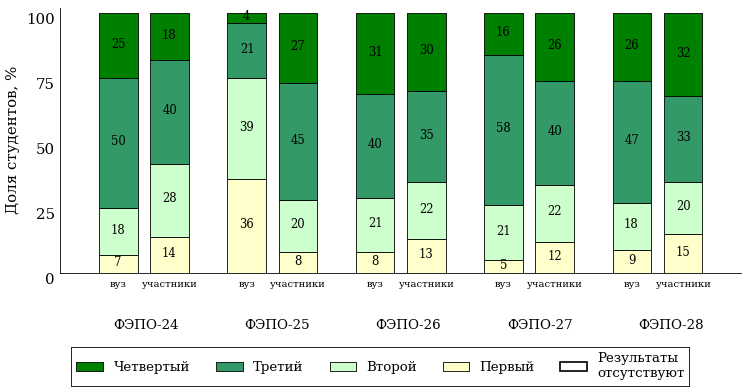 Доля студентов, %
100
75
50
25
0
25 18 4 27 31 30 16 26 26 32
50 40 21 45 40 35 58 40 47 33
18 28 39 20 21 22 21 22 18 20
7 14 36 8 8 13 5 12 9 15
вуз участники вуз участники вуз участники вуз участники вуз участники
ФЭПО-24 ФЭПО-25 ФЭПО-26 ФЭПО-27 ФЭПО-28
Четвертый Третий Второй Первый Результаты
отсутствуют